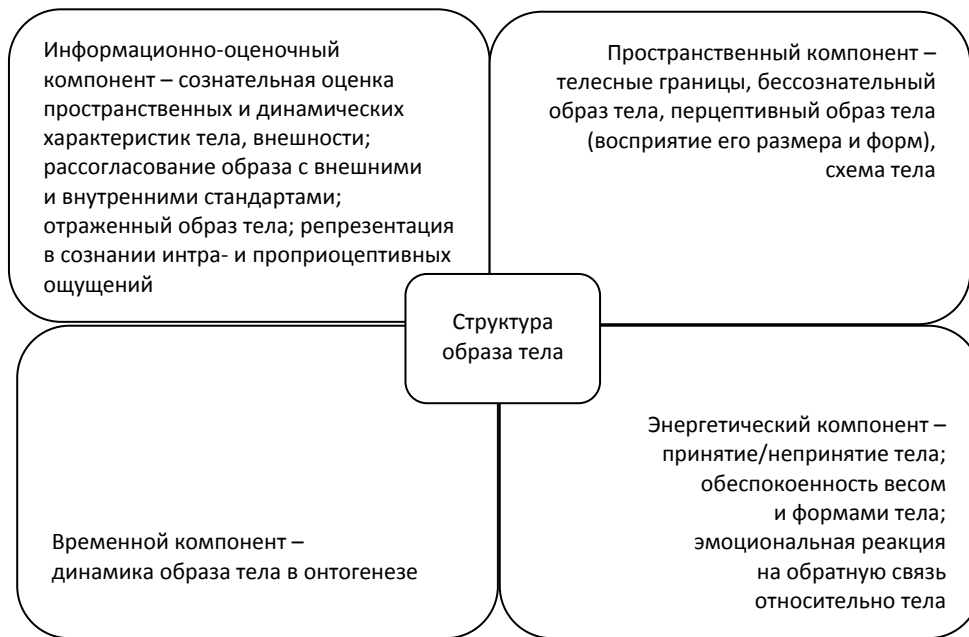 Информационно-оценочный
компонент – сознательная оценка
пространственных и динамических
характеристик тела, внешности;
рассогласование образа с внешними
и внутренними стандартами;
отраженный образ тела; репрезентация
в сознании интра- и проприоцептивных
ощущений
Пространственный компонент –
телесные границы, бессознательный
образ тела, перцептивный образ тела
(восприятие его размера и форм),
схема тела
Структура
образа тела
Временной компонент –
динамика образа тела в онтогенезе
Энергетический компонент –
принятие/непринятие тела;
обеспокоенность весом
и формами тела;
эмоциональная реакция
на обратную связь
относительно тела